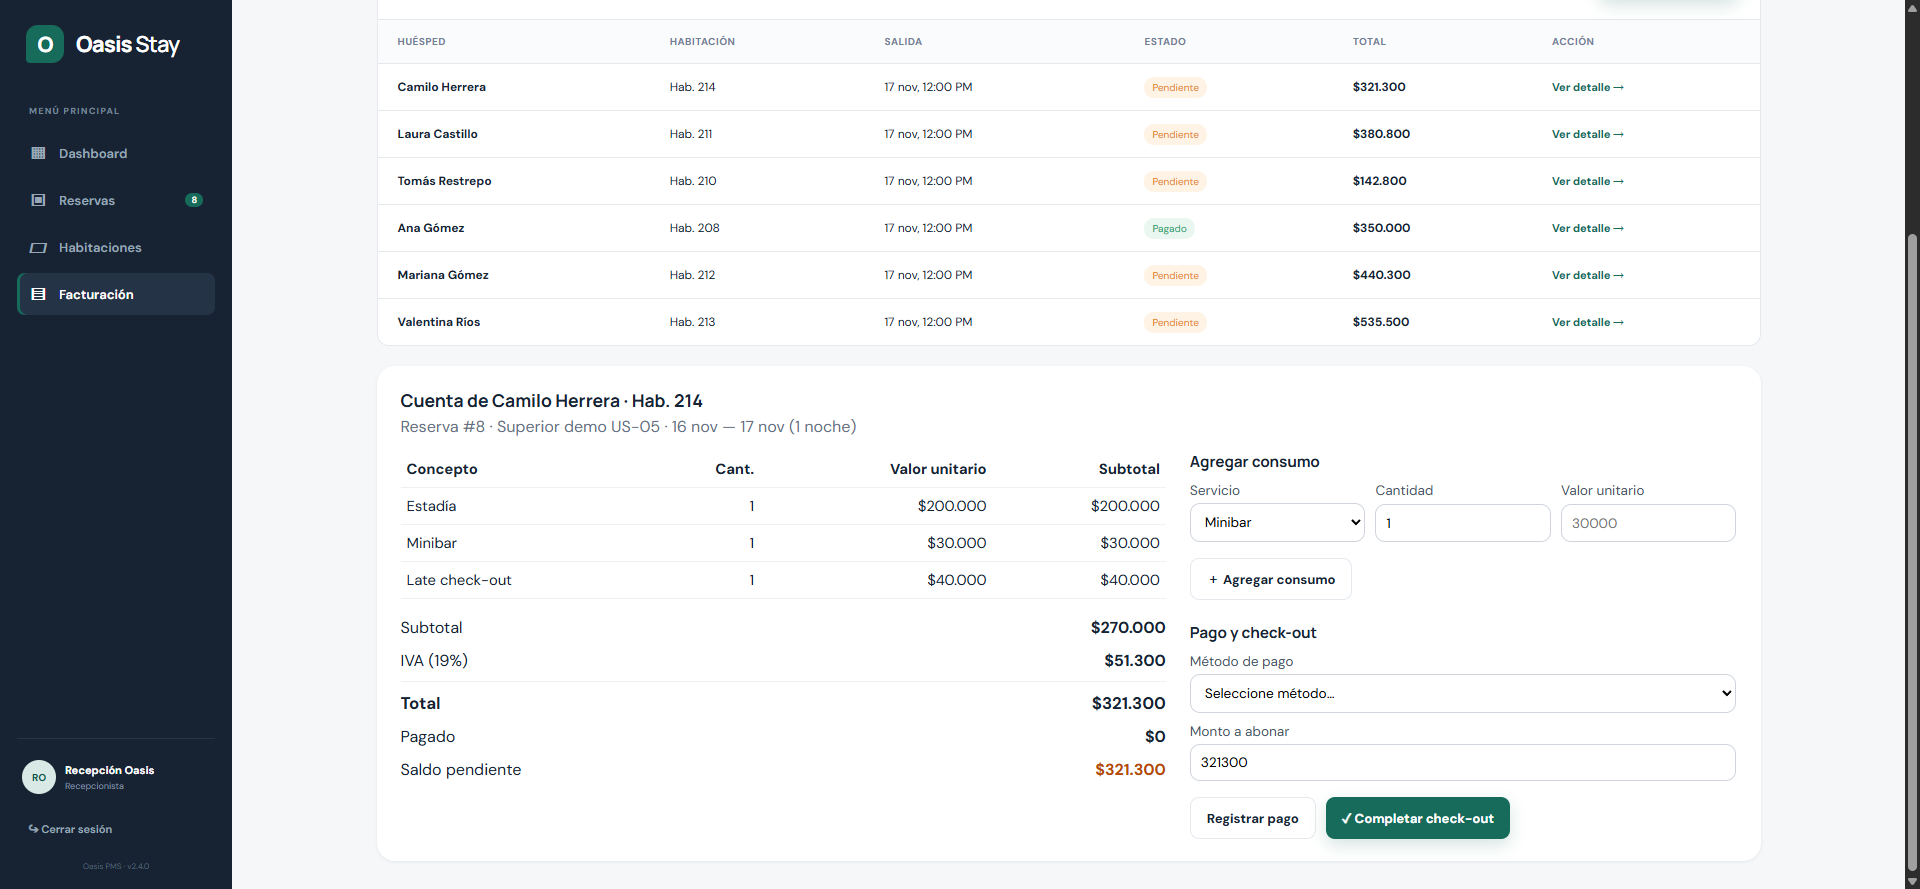 O Oasis Stay
MENÚ PRINCIPAL
Dashboard
Reservas 8
Habitaciones
Facturación
RO Recepción Oasis
Recepcionista
Cerrar sesión
Oasis PMS · v2.4.0
HUÉSPED HABITACIÓN SALIDA ESTADO TOTAL ACCIÓN
Camilo Herrera Hab. 214 17 nov, 12:00 PM Pendiente $321.300 Ver detalle →
Laura Castillo Hab. 211 17 nov, 12:00 PM Pendiente $380.800 Ver detalle →
Tomás Restrepo Hab. 210 17 nov, 12:00 PM Pendiente $142.800 Ver detalle →
Ana Gómez Hab. 208 17 nov, 12:00 PM Pagado $350.000 Ver detalle →
Mariana Gómez Hab. 212 17 nov, 12:00 PM Pendiente $440.300 Ver detalle →
Valentina Ríos Hab. 213 17 nov, 12:00 PM Pendiente $535.500 Ver detalle →
Cuenta de Camilo Herrera · Hab. 214
Reserva #8 · Superior demo US-05 · 16 nov — 17 nov (1 noche)
Concepto Cant. Valor unitario Subtotal
Estadía 1 $200.000 $200.000
Minibar 1 $30.000 $30.000
Late check-out 1 $40.000 $40.000
Subtotal $270.000
IVA (19%) $51.300
Total $321.300
Pagado $0
Saldo pendiente $321.300
Agregar consumo
Servicio Cantidad Valor unitario
Minibar 1 30000
+ Agregar consumo
Pago y check-out
Método de pago
Seleccione método...
Monto a abonar
321300
Registrar pago ✓ Completar check-out